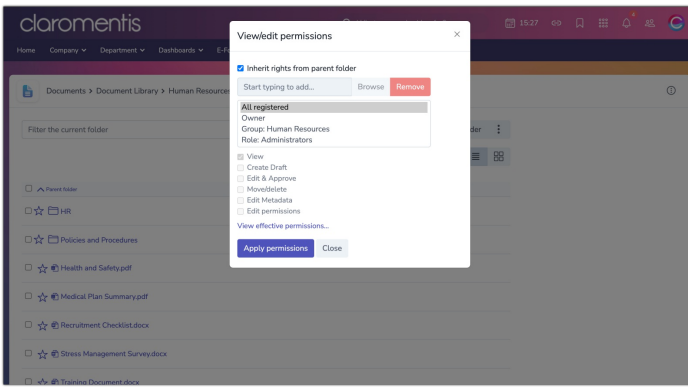 claromentis
15:27
Home Company Department Dashboards
View/edit permissions
Inherit rights from parent folder
Start typing to add... Browse Remove
All registered
Owner
Group: Human Resources
Role: Administrators
View
Create Draft
Edit & Approve
Move/delete
Edit Metadata
Edit permissions
View effective permissions...
Apply permissions Close
Documents > Document Library > Human Resources
Filter the current folder
Parent folder
HR
Policies and Procedures
Health and Safety.pdf
Medical Plan Summary.pdf
Recruitment Checklist.docx
Stress Management Survey.docx
Training Document.docx